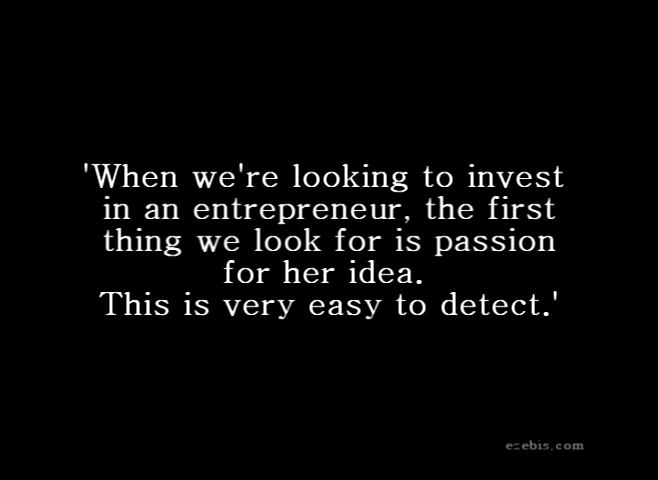 'When we're looking to invest
in an entrepreneur, the first
thing we look for is passion
for her idea.
This is very easy to detect.'
ezebis.com